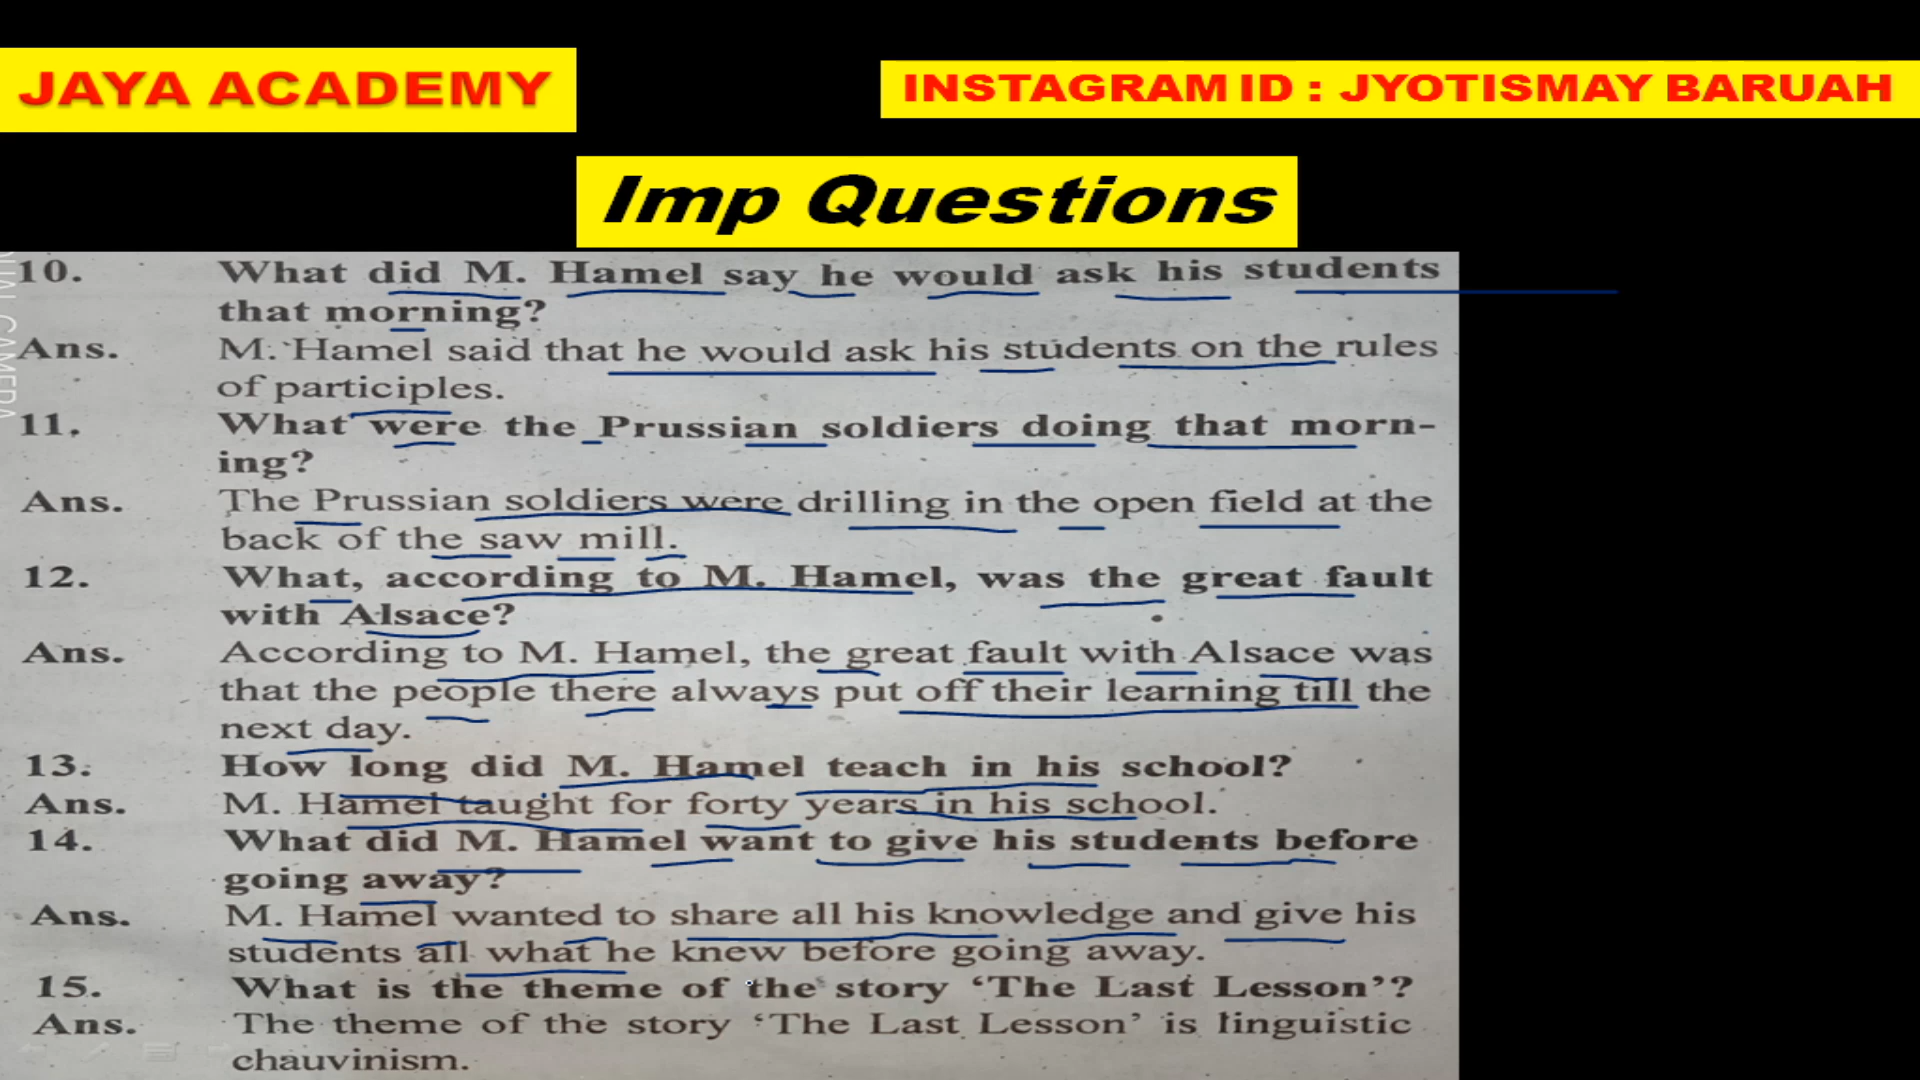 JAYA ACADEMY
INSTAGRAM ID : JYOTISMAY BARUAH
Imp Questions
10. What did M. Hamel say he would ask his students
that morning?
Ans. M. Hamel said that he would ask his students on the rules
of participles.
11. What were the Prussian soldiers doing that morn-
ing?
Ans. The Prussian soldiers were drilling in the open field at the
back of the saw mill.
12. What, according to M. Hamel, was the great fault
with Alsace?
Ans. According to M. Hamel, the great fault with Alsace was
that the people there always put off their learning till the
next day.
13. How long did M. Hamel teach in his school?
Ans. M. Hamel taught for forty years in his school.
14. What did M. Hamel want to give his students before
going away?
Ans. M. Hamel wanted to share all his knowledge and give his
students all what he knew before going away.
15. What is the theme of the story ‘The Last Lesson’?
Ans. The theme of the story ‘The Last Lesson’ is linguistic
chauvinism.